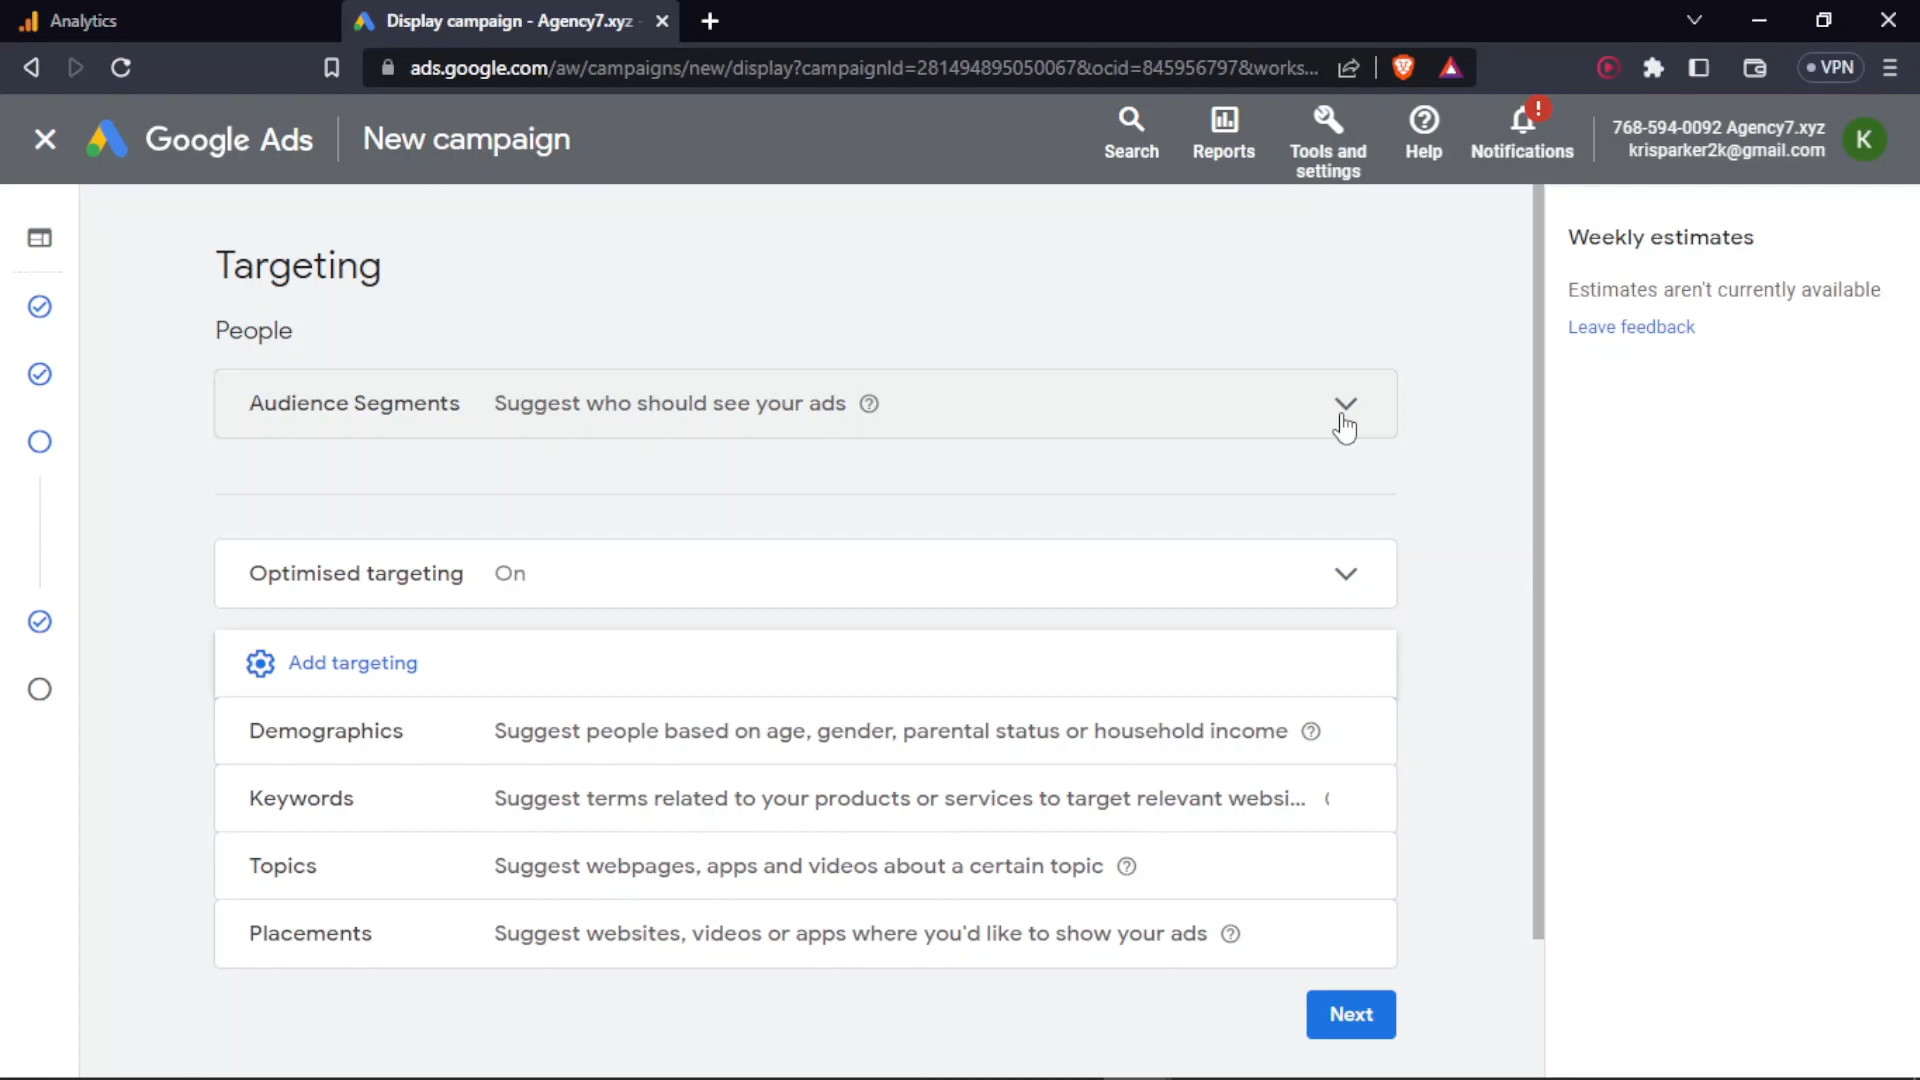 Analytics
Display campaign - Agency7.xyz
ads.google.com/aw/campaigns/new/display?campaignId=281494895050067&ocid=845956797&works...
VPN
Google Ads
New campaign
Search
Reports
Tools and
settings
Help
!
Notifications
768-594-0092 Agency7.xyz
krisparker2k@gmail.com
K
Targeting
People
Audience Segments Suggest who should see your ads
Optimised targeting On
Add targeting
Demographics Suggest people based on age, gender, parental status or household income
Keywords Suggest terms related to your products or services to target relevant websi...
Topics Suggest webpages, apps and videos about a certain topic
Placements Suggest websites, videos or apps where you'd like to show your ads
Next
Weekly estimates
Estimates aren't currently available
Leave feedback